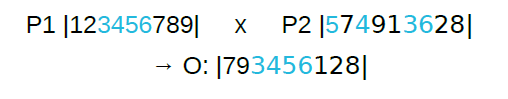 P1 |123456789| x P2 |574913628|
→ O: |793456128|